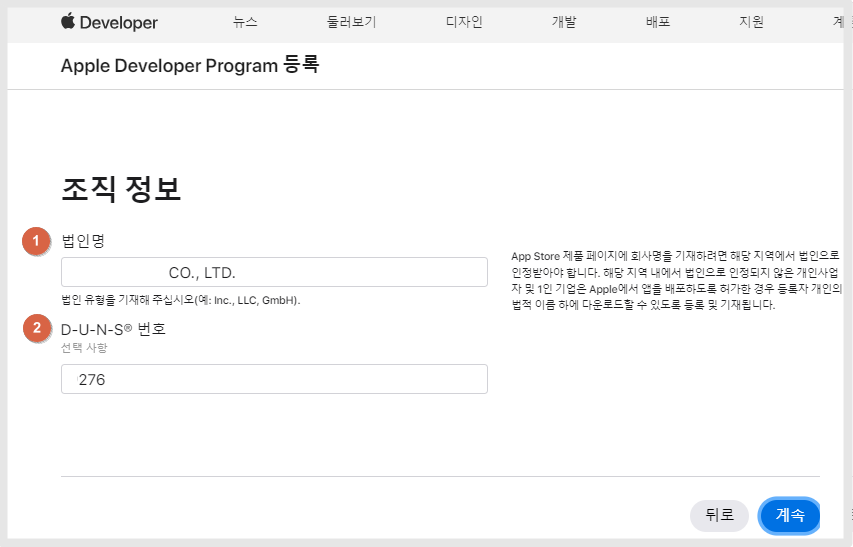 Developer 뉴스 둘러보기 디자인 개발 배포 지원 계
Apple Developer Program 등록
조직 정보
1 법인명
CO., LTD.
법인 유형을 기재해 주십시오(예: Inc., LLC, GmbH).
App Store 제품 페이지에 회사명을 기재하려면 해당 지역에서 법인으로
인정받아야 합니다. 해당 지역 내에서 법인으로 인정되지 않은 개인사업
자 및 1인 기업은 Apple에서 앱을 배포하도록 허가한 경우 등록자 개인의
법적 이름 하에 다운로드할 수 있도록 등록 및 기재됩니다.
2 D-U-N-S® 번호
선택 사항
276
뒤로 계속